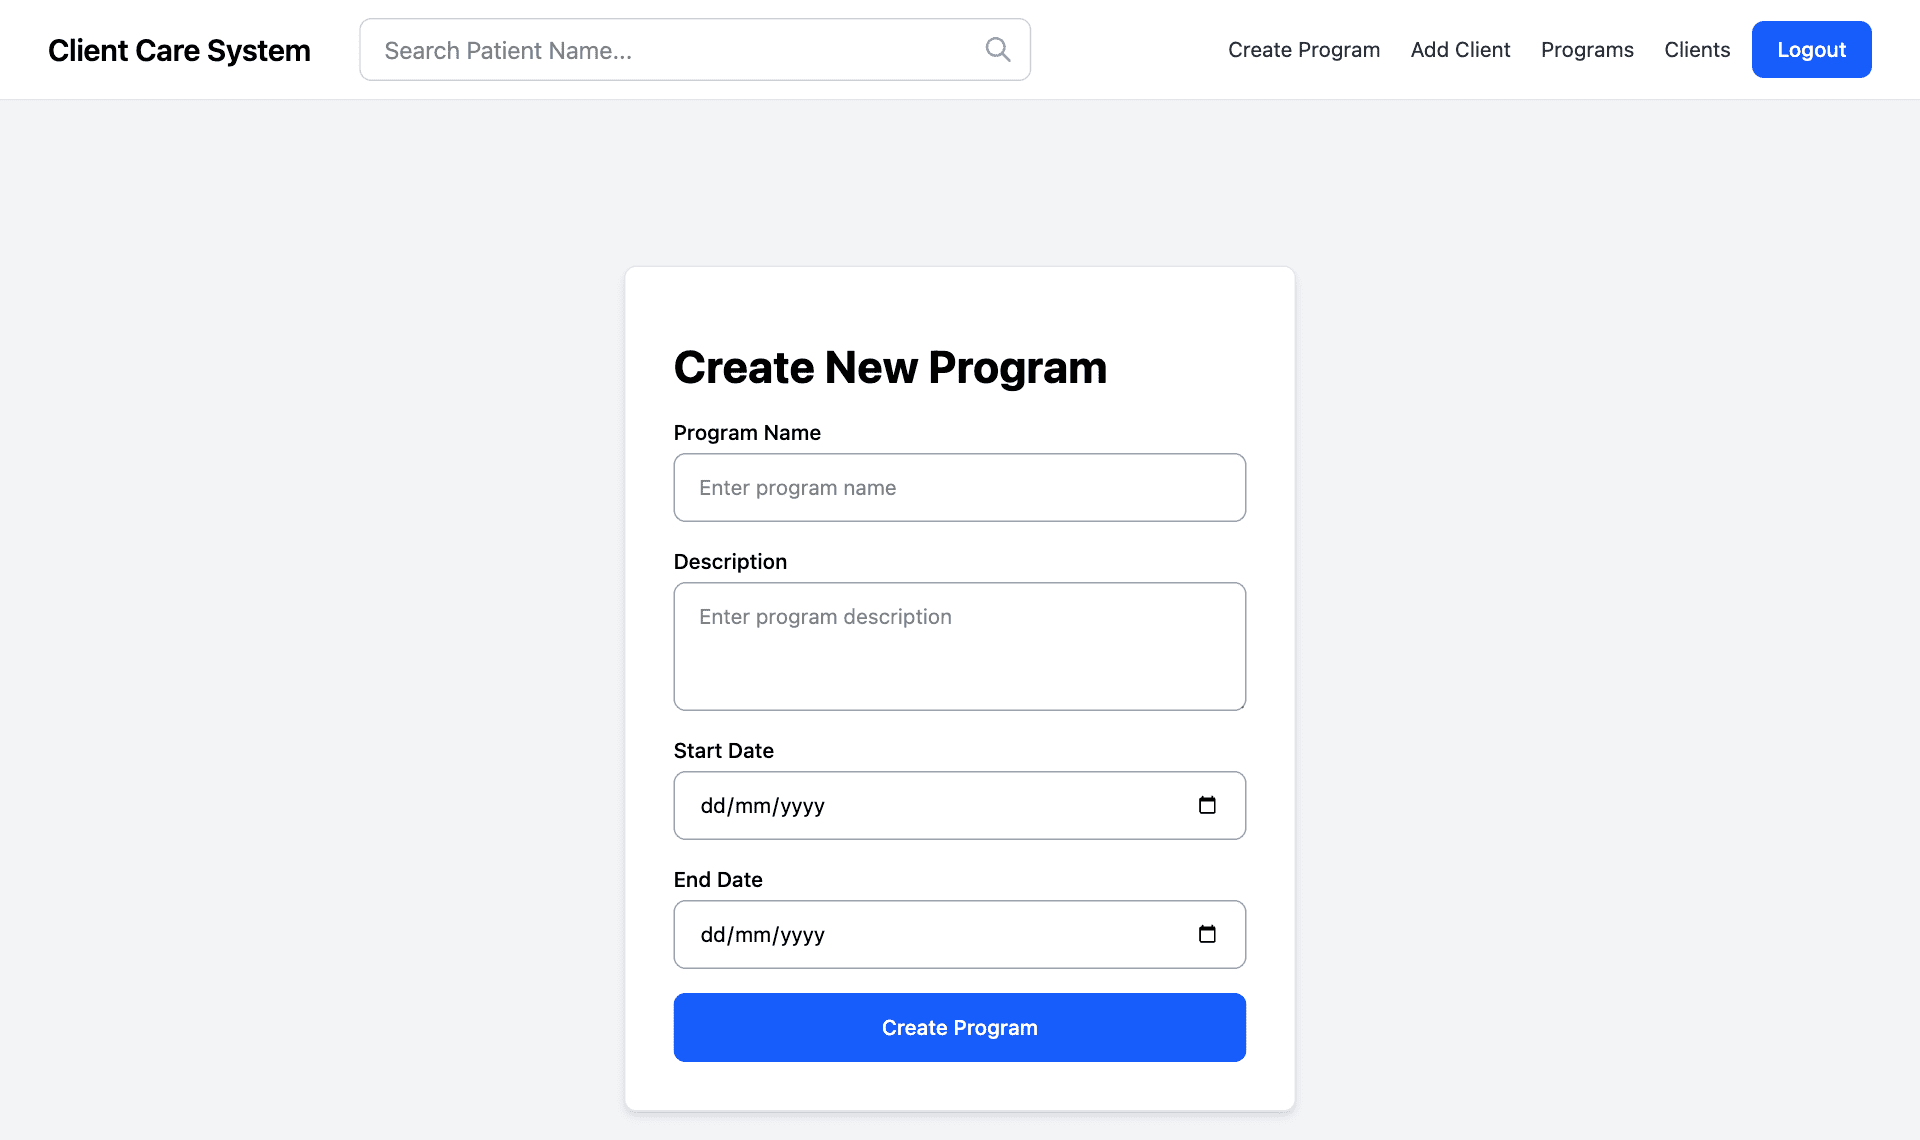 Client Care System
Search Patient Name...
Create Program
Add Client
Programs
Clients
Logout
Create New Program
Program Name
Enter program name
Description
Enter program description
Start Date
dd/mm/yyyy
End Date
dd/mm/yyyy
Create Program